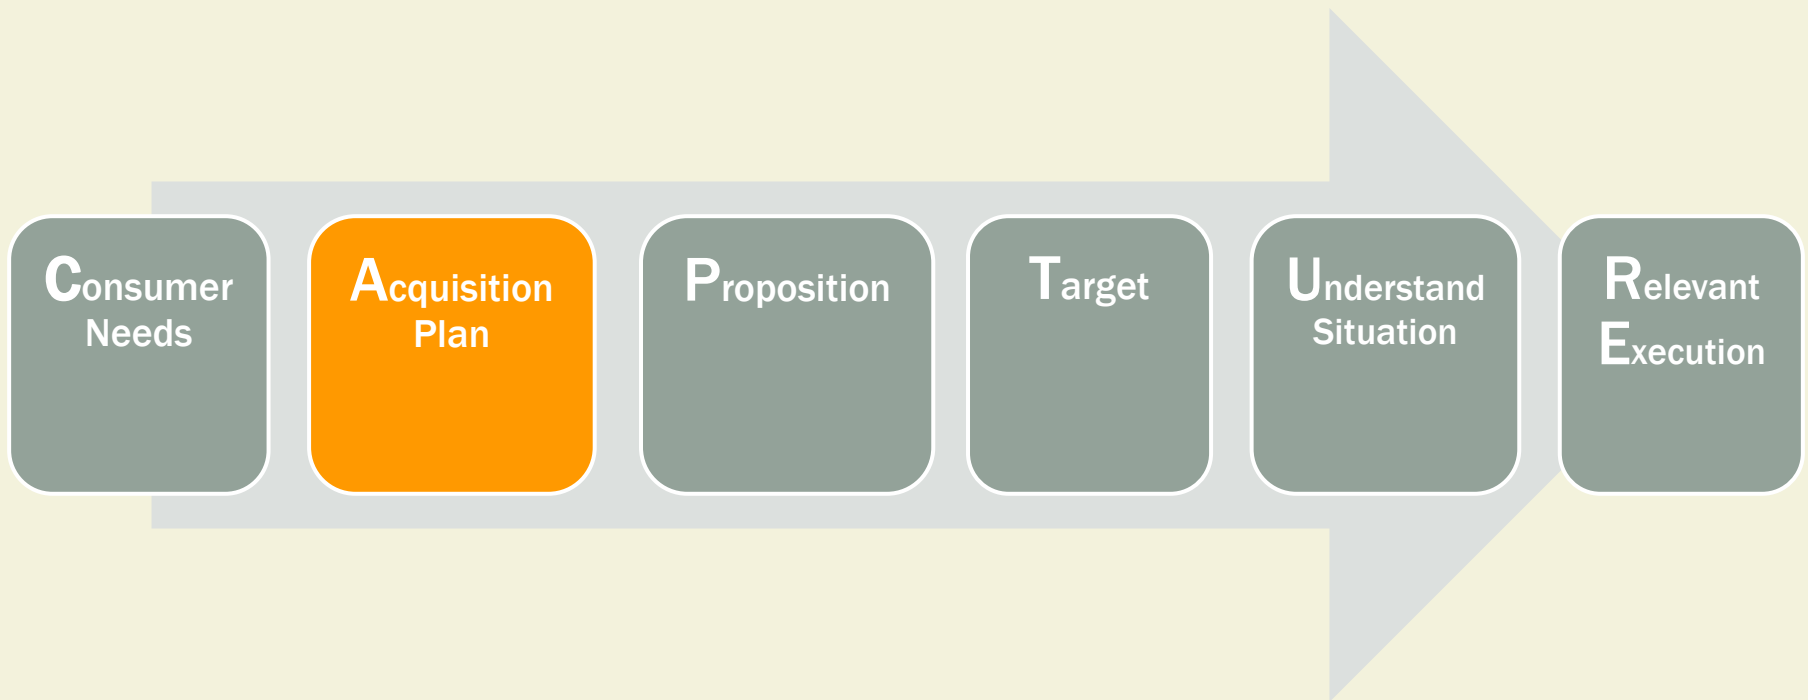 Consumer
Needs
Acquisition
Plan
Proposition
Target
Understand
Situation
Relevant
Execution